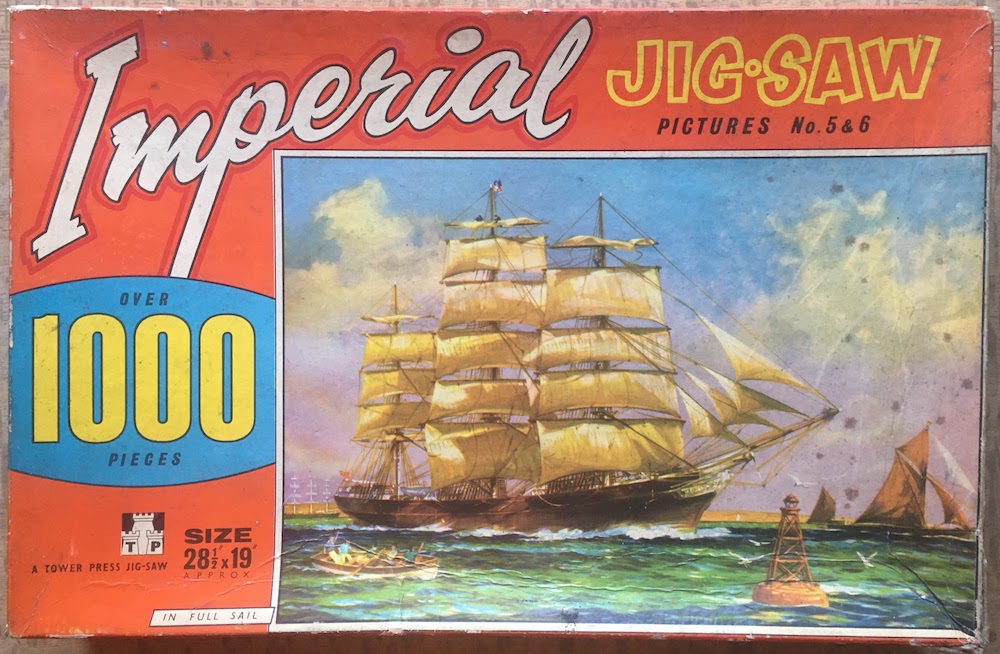 Imperial
JIG·SAW
PICTURES No. 5 & 6
OVER
1000
PIECES
TP
A TOWER PRESS JIG-SAW
SIZE
28½" x 19"
APPROX
IN FULL SAIL